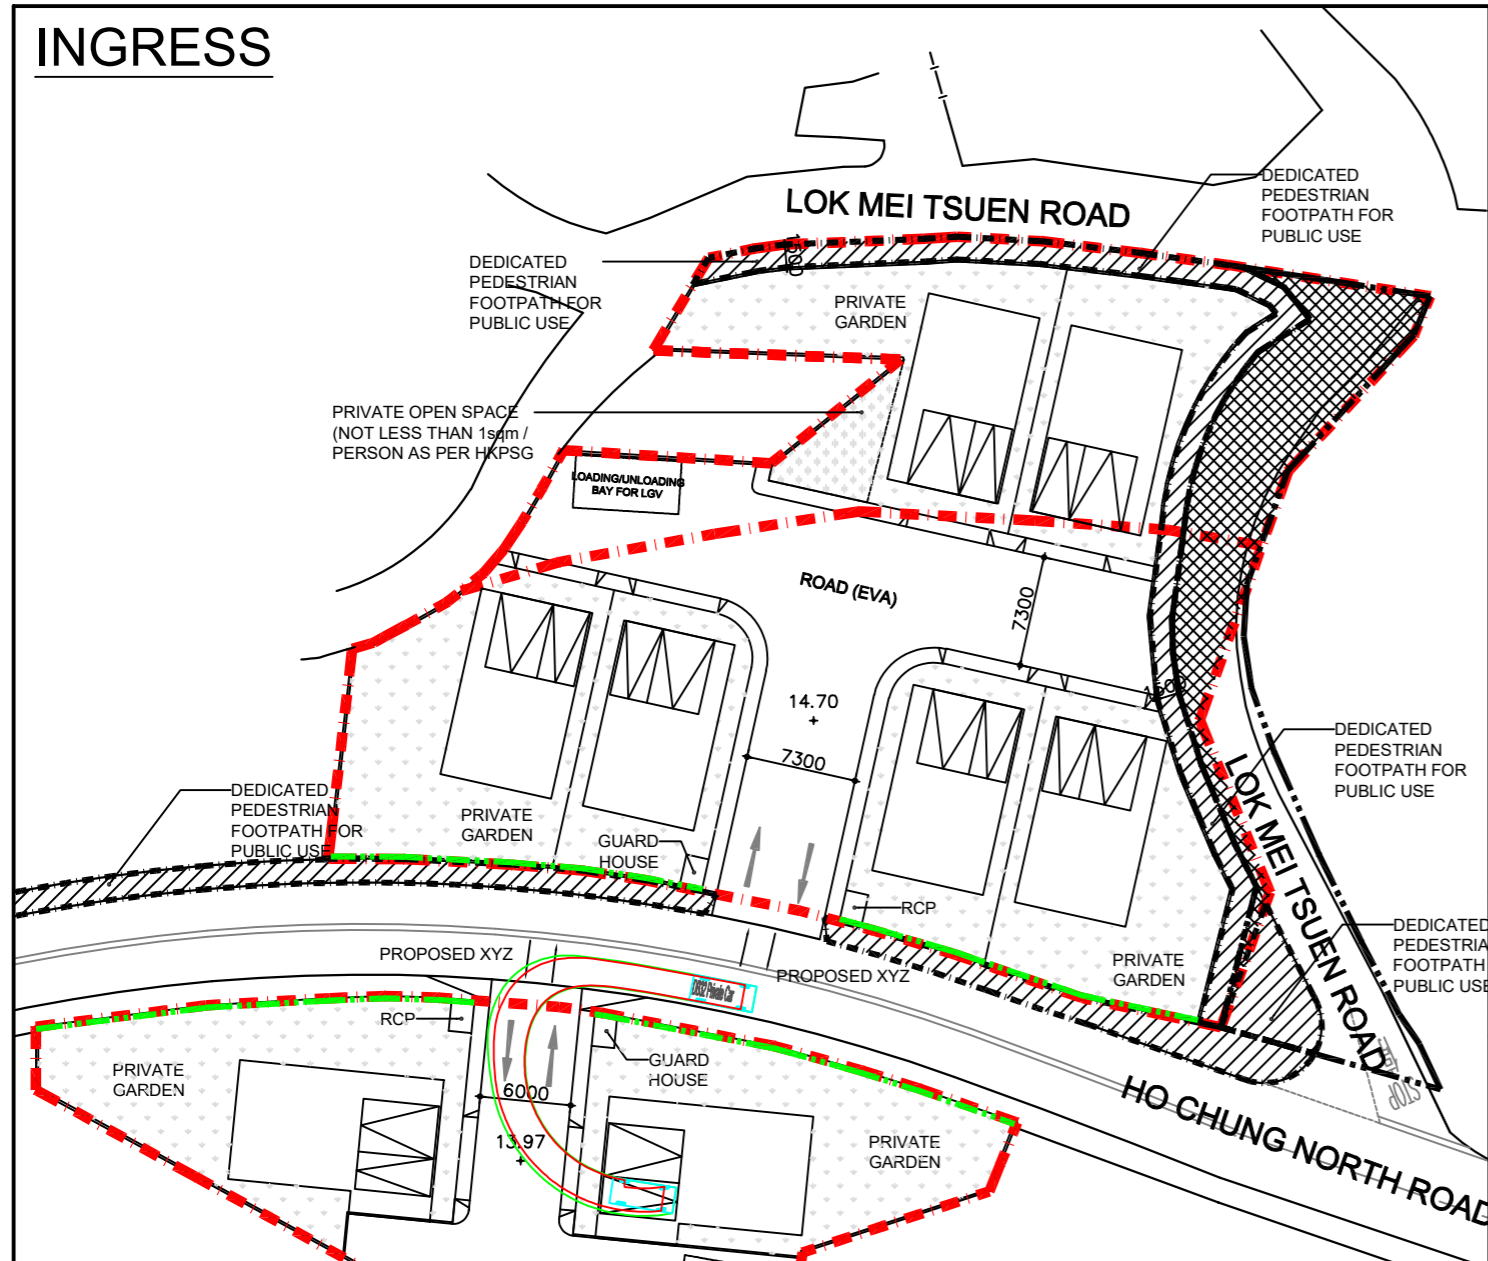 INGRESS
LOK MEI TSUEN ROAD
DEDICATED
PEDESTRIAN
FOOTPATH FOR
PUBLIC USE
DEDICATED
PEDESTRIAN
FOOTPATH FOR
PUBLIC USE
1500
PRIVATE
GARDEN
PRIVATE OPEN SPACE
(NOT LESS THAN 1sqm /
PERSON AS PER HKPSG
LOADING/UNLOADING
BAY FOR LGV
ROAD (EVA)
7300
14.70
1500
7300
DEDICATED
PEDESTRIAN
FOOTPATH FOR
PUBLIC USE
LOK MEI TSUEN ROAD
DEDICATED
PEDESTRIAN
FOOTPATH FOR
PUBLIC USE
PRIVATE
GARDEN
GUARD
HOUSE
RCP
DEDICATED
PEDESTRIA
FOOTPATH
PUBLIC USE
PROPOSED XYZ
PROPOSED XYZ
PRIVATE
GARDEN
Private Car
RCP
GUARD
HOUSE
STOP
PRIVATE
GARDEN
6000
13.97
PRIVATE
GARDEN
HO CHUNG NORTH ROAD